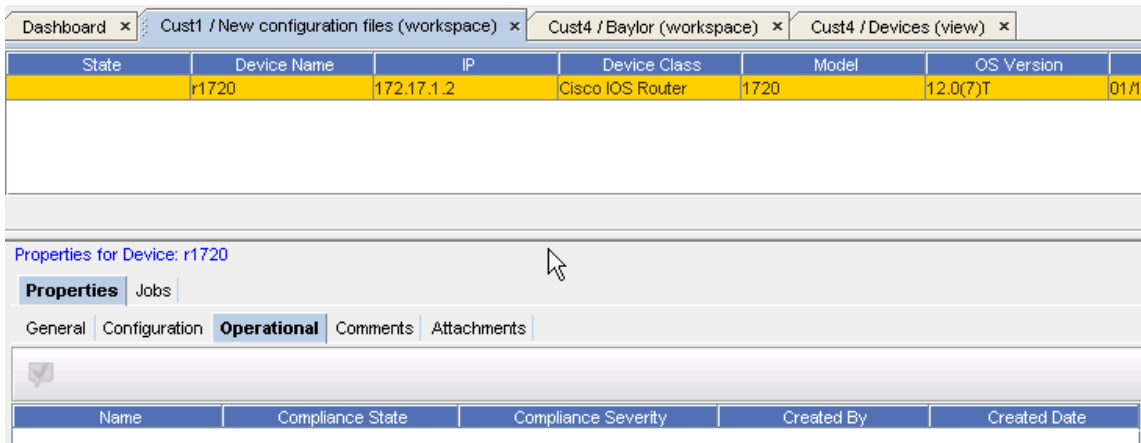 Dashboard × Cust1 / New configuration files (workspace) × Cust4 / Baylor (workspace) × Cust4 / Devices (view) ×
State Device Name IP Device Class Model OS Version
r1720 172.17.1.2 Cisco IOS Router 1720 12.0(7)T 01/1
Properties for Device: r1720
Properties Jobs
General Configuration Operational Comments Attachments
Name Compliance State Compliance Severity Created By Created Date